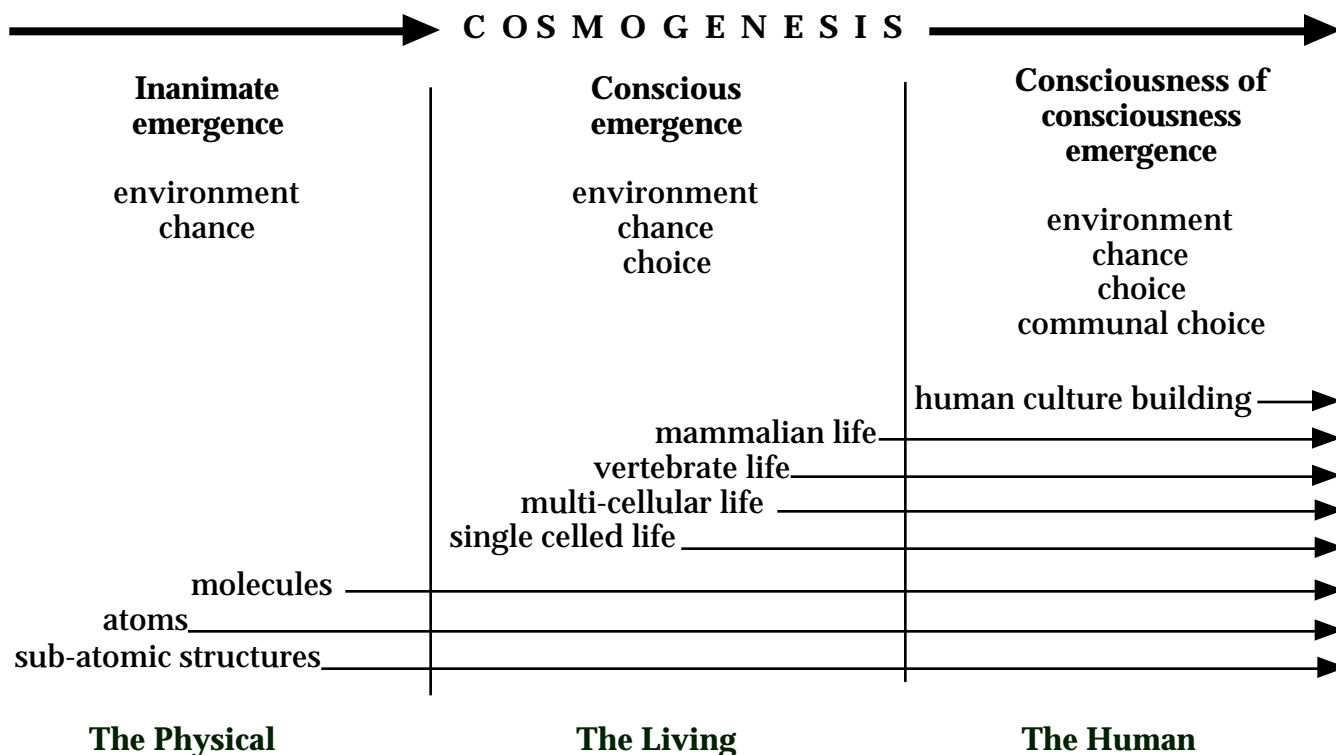 COSMOGENESIS
Inanimate
emergence
environment
chance
Conscious
emergence
environment
chance
choice
Consciousness of
consciousness
emergence
environment
chance
choice
communal choice
human culture building
mammalian life
vertebrate life
multi-cellular life
single celled life
molecules
atoms
sub-atomic structures
The Physical
The Living
The Human